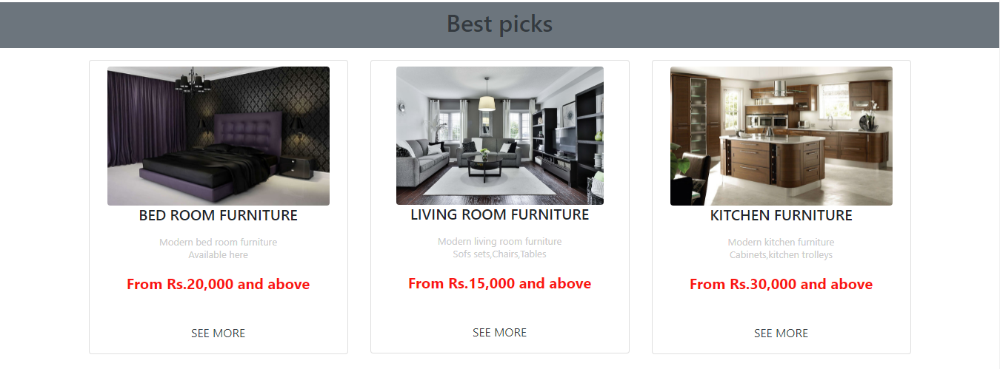 Best picks
BED ROOM FURNITURE
Modern bed room furniture
Available here
From Rs.20,000 and above
SEE MORE
LIVING ROOM FURNITURE
Modern living room furniture
Sofs sets,Chairs,Tables
From Rs.15,000 and above
SEE MORE
KITCHEN FURNITURE
Modern kitchen furniture
Cabinets,kitchen trolleys
From Rs.30,000 and above
SEE MORE